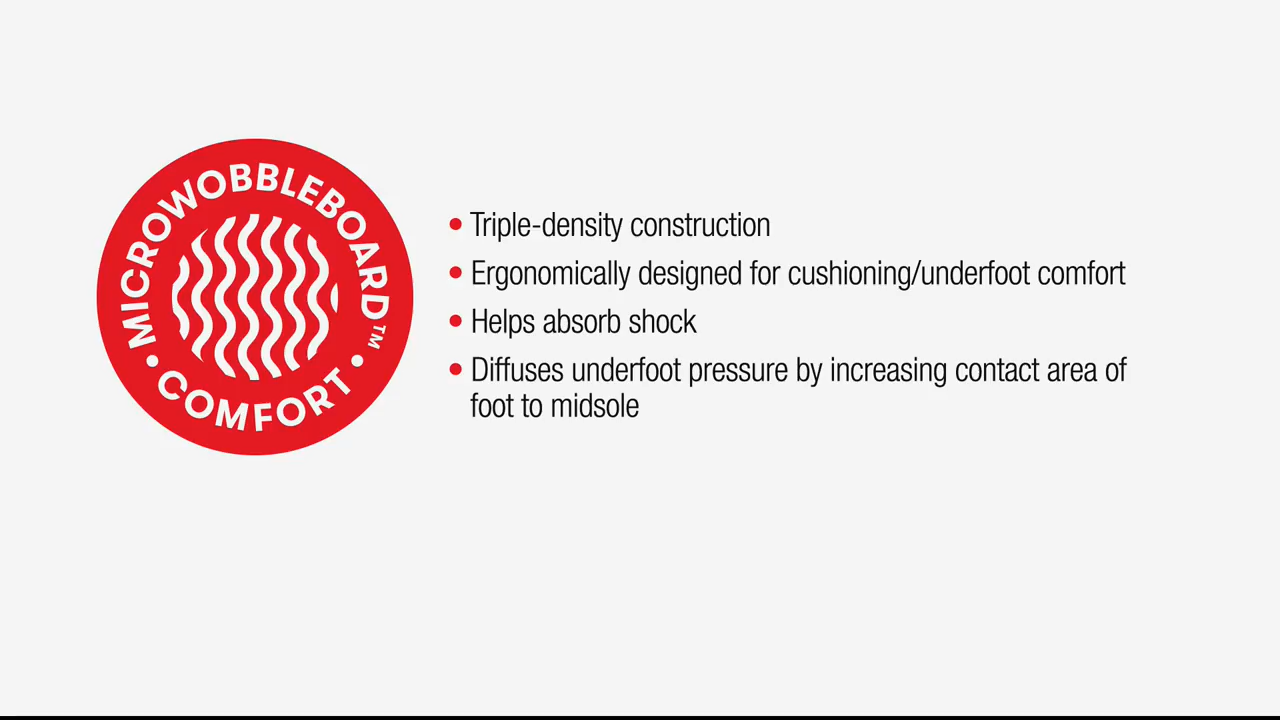 MICROWOBBLEBOARD™
• COMFORT •
• Triple-density construction
• Ergonomically designed for cushioning/underfoot comfort
• Helps absorb shock
• Diffuses underfoot pressure by increasing contact area of
foot to midsole